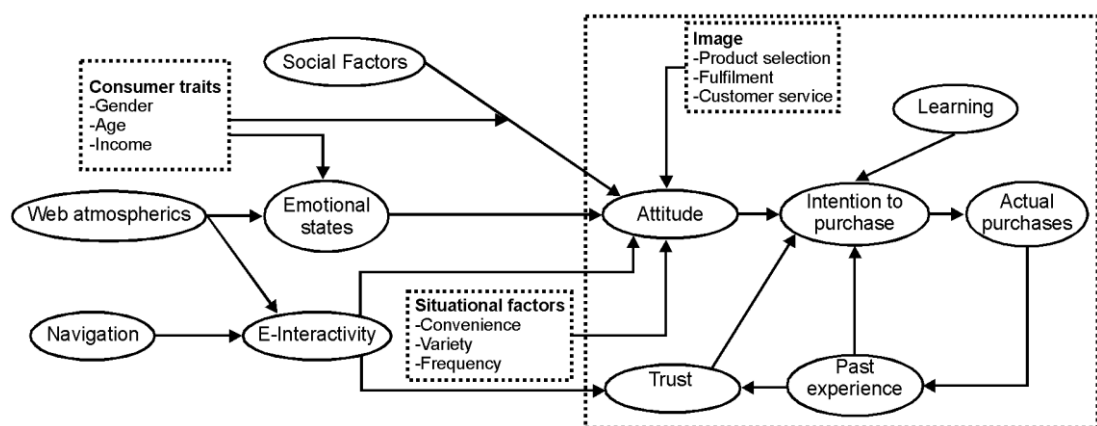 Social Factors
Consumer traits
-Gender
-Age
-Income
Image
-Product selection
-Fulfilment
-Customer service
Learning
Web atmospherics
Emotional
states
Attitude
Intention to
purchase
Actual
purchases
Navigation
E-Interactivity
Situational factors
-Convenience
-Variety
-Frequency
Trust
Past
experience